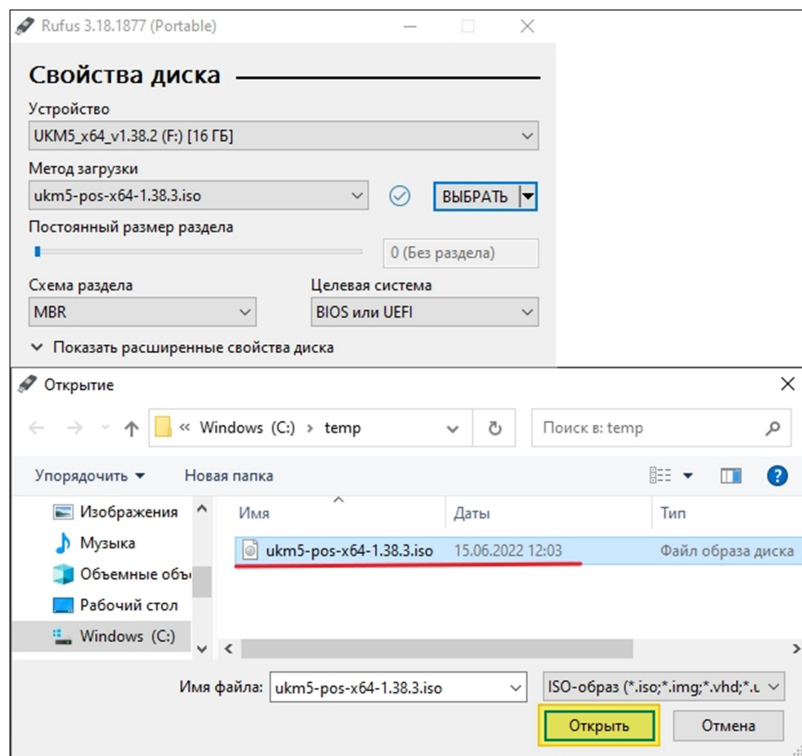 Rufus 3.18.1877 (Portable)
Свойства диска
Устройство
UKM5_x64_v1.38.2 (F:) [16 ГБ]
Метод загрузки
ukm5-pos-x64-1.38.3.iso
ВЫБРАТЬ
Постоянный размер раздела
0 (Без раздела)
Схема раздела Целевая система
MBR BIOS или UEFI
Показать расширенные свойства диска
Открытие
« Windows (C:) › temp
Поиск в: temp
Упорядочить Новая папка
Изображения
Музыка
Объемные объ
Рабочий стол
Windows (C:)
Имя Даты Тип
ukm5-pos-x64-1.38.3.iso 15.06.2022 12:03 Файл образа диска
Имя файла: ukm5-pos-x64-1.38.3.iso
ISO-образ (*.iso;*.img;*.vhd;*.u
Открыть Отмена